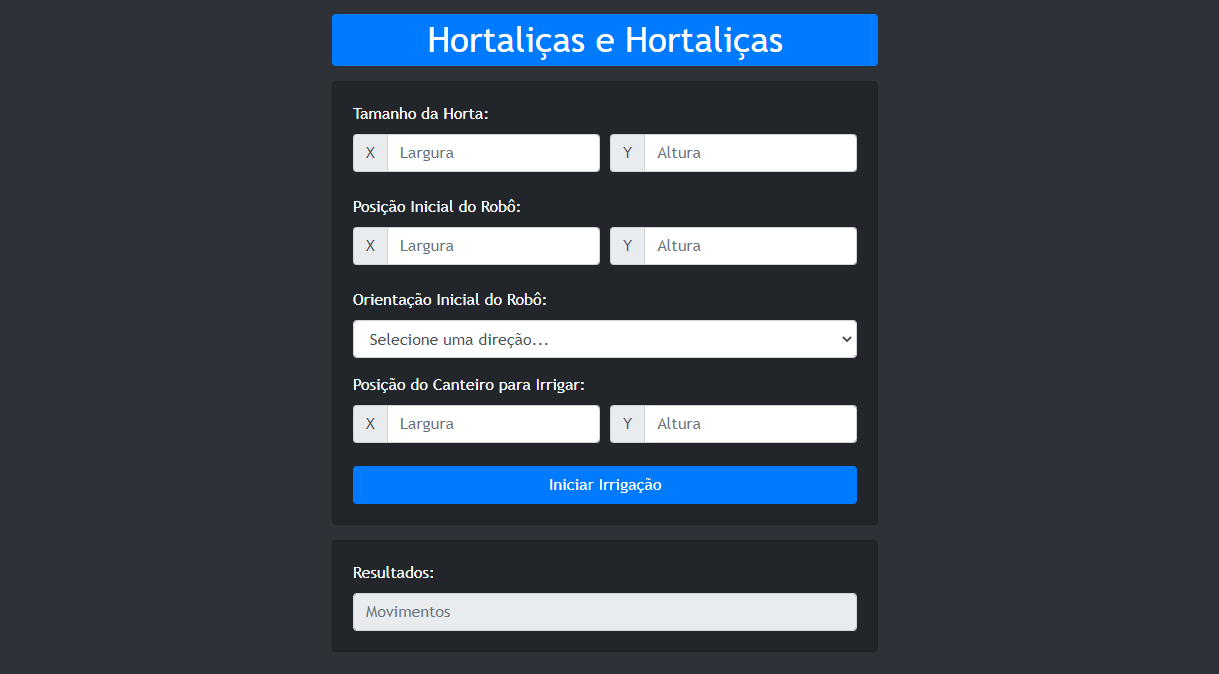 Hortaliças e Hortaliças
Tamanho da Horta:
X Largura Y Altura
Posição Inicial do Robô:
X Largura Y Altura
Orientação Inicial do Robô:
Selecione uma direção...
Posição do Canteiro para Irrigar:
X Largura Y Altura
Iniciar Irrigação
Resultados:
Movimentos